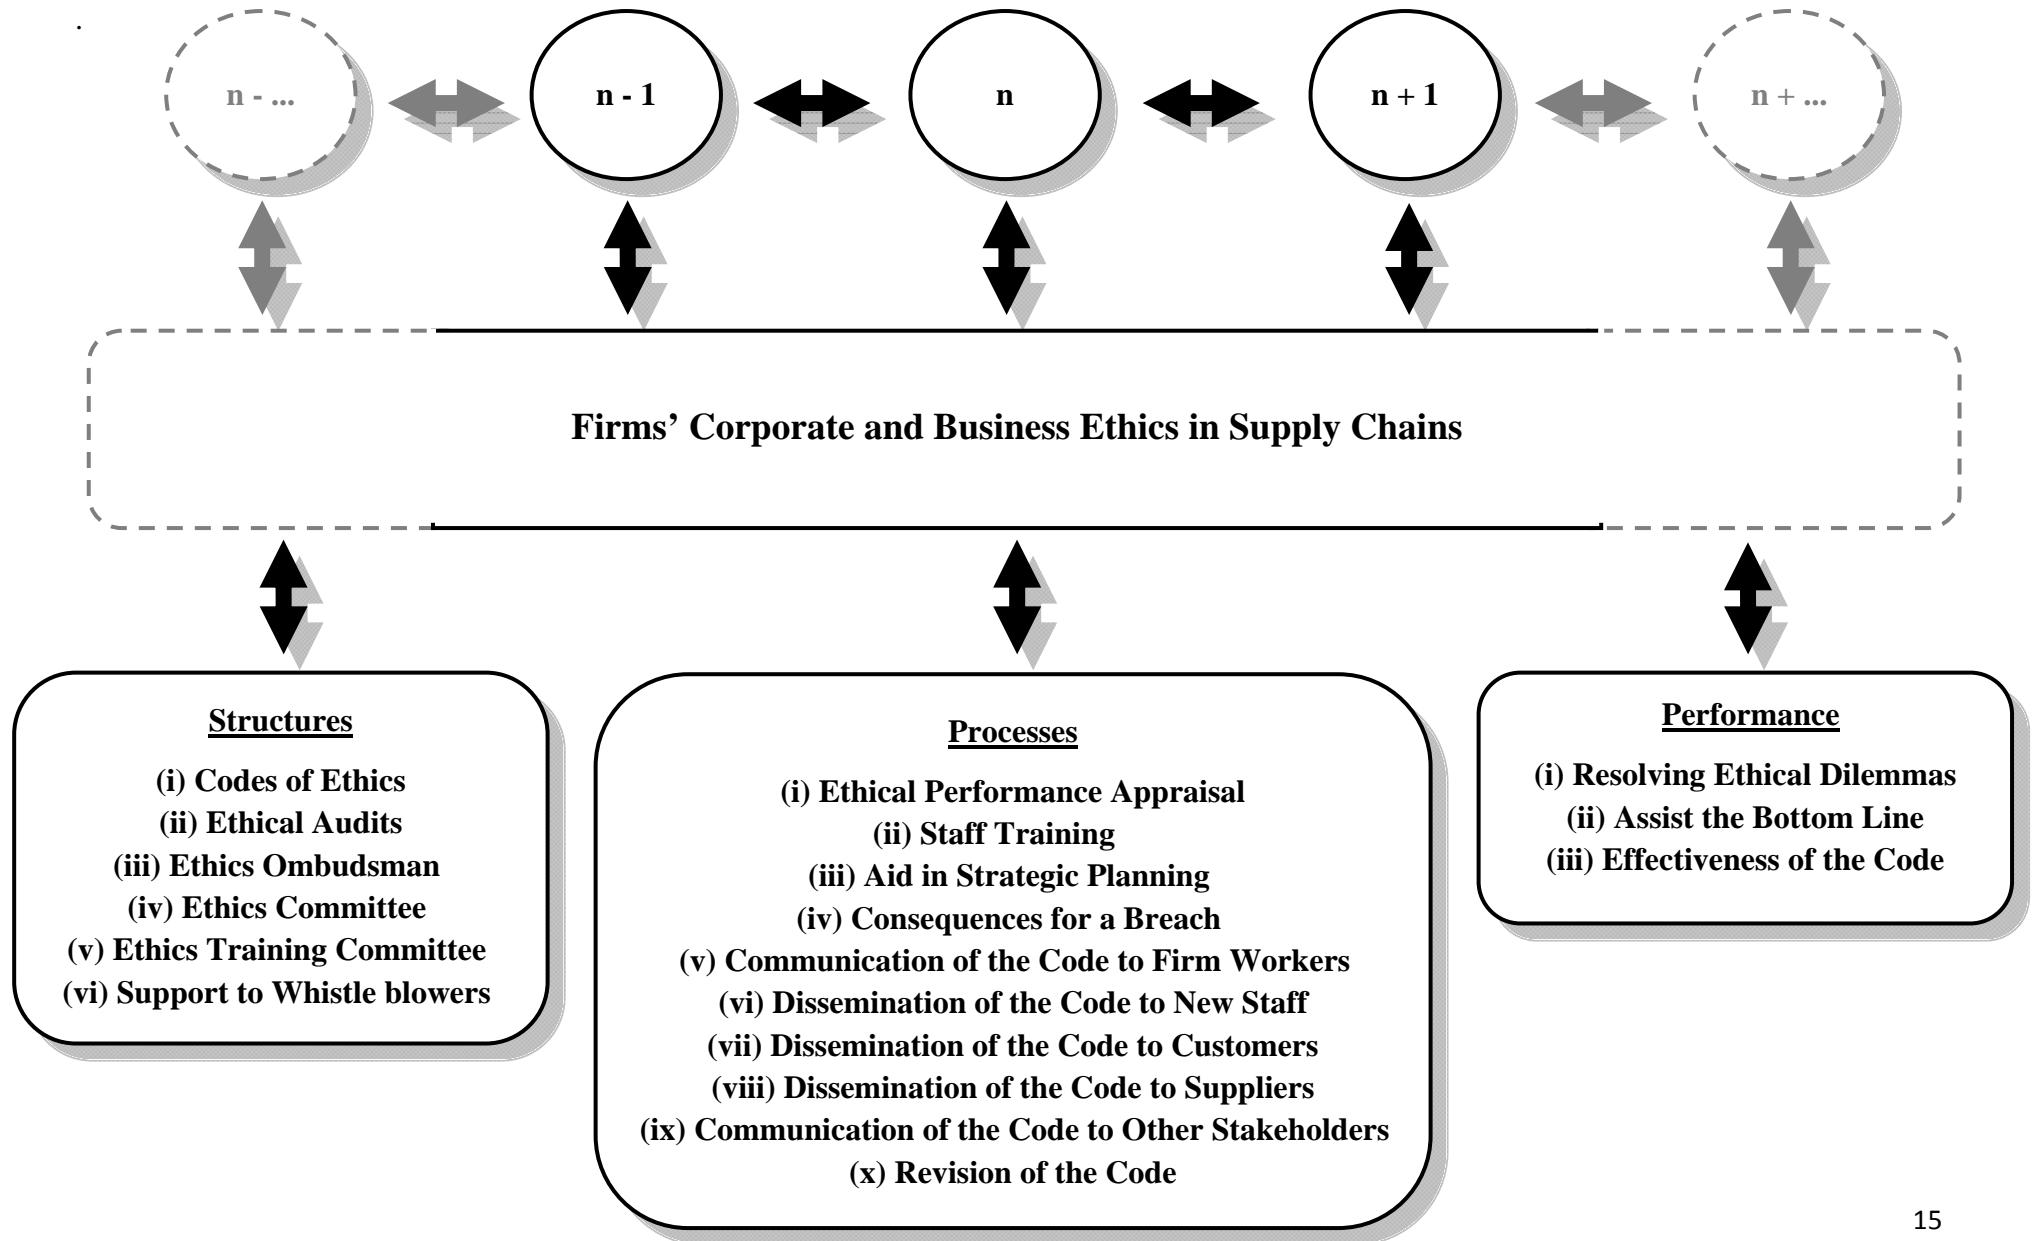 .
n - ...
n - 1
n
n + 1
n + ...
Firms’ Corporate and Business Ethics in Supply Chains
Structures
(i) Codes of Ethics
(ii) Ethical Audits
(iii) Ethics Ombudsman
(iv) Ethics Committee
(v) Ethics Training Committee
(vi) Support to Whistle blowers
Processes
(i) Ethical Performance Appraisal
(ii) Staff Training
(iii) Aid in Strategic Planning
(iv) Consequences for a Breach
(v) Communication of the Code to Firm Workers
(vi) Dissemination of the Code to New Staff
(vii) Dissemination of the Code to Customers
(viii) Dissemination of the Code to Suppliers
(ix) Communication of the Code to Other Stakeholders
(x) Revision of the Code
Performance
(i) Resolving Ethical Dilemmas
(ii) Assist the Bottom Line
(iii) Effectiveness of the Code
15